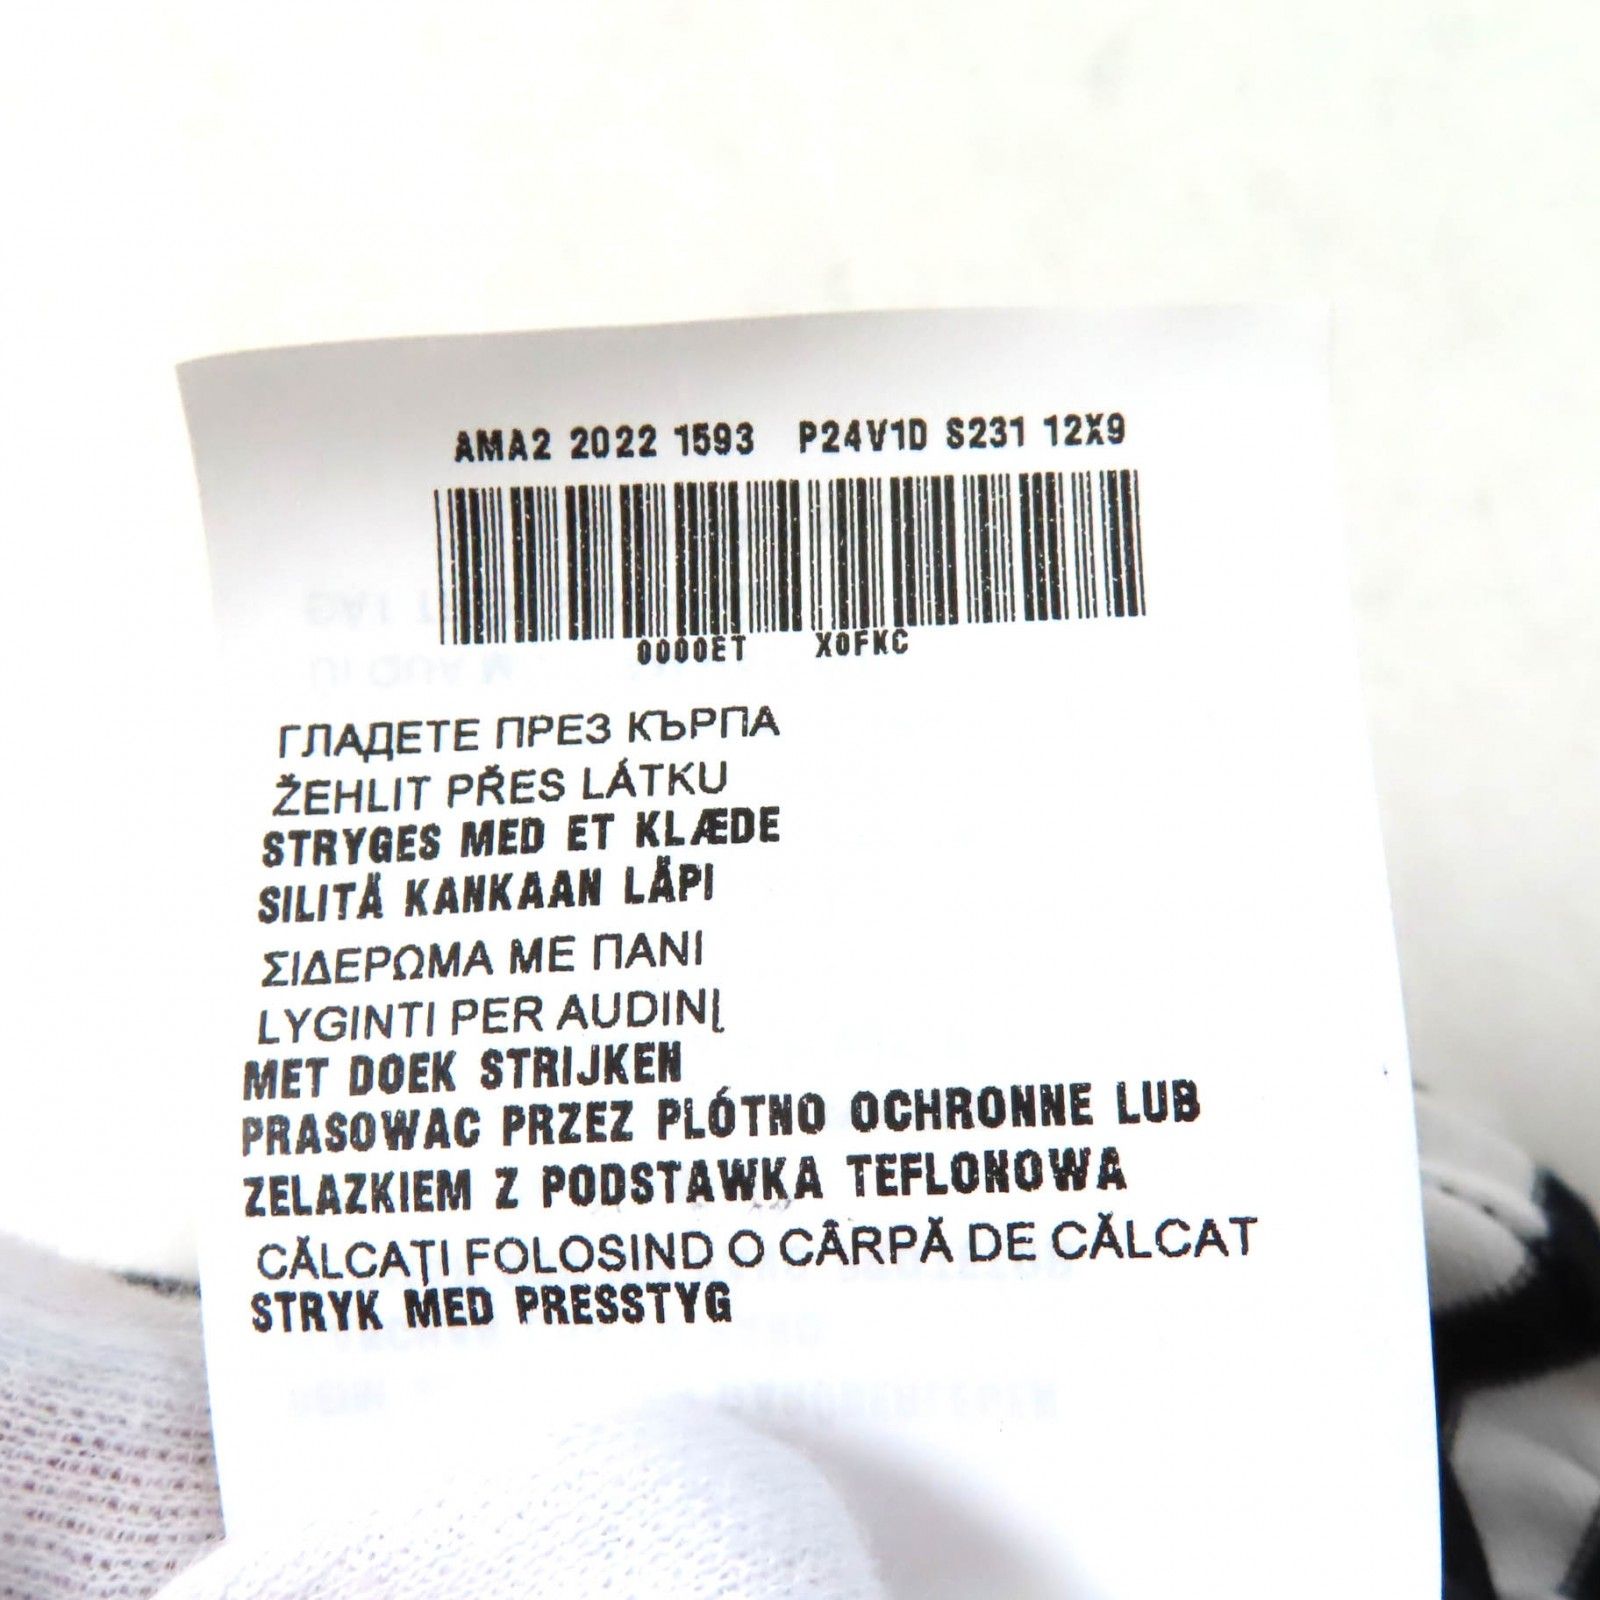 AMA2 2022 1593 P24V1D S231 12X9
0000ET X0FKC
ГЛАДЕТЕ ПРЕЗ КЪРПА
ŽEHLIT PŘES LÁTKU
STRYGES MED ET KLÆDE
SILITÄ KANKAAN LÄPI
ΣΙΔΕΡΩΜΑ ΜΕ ΠΑΝΙ
LYGINTI PER AUDINĮ
MET DOEK STRIJKEN
PRASOWAC PRZEZ PLÓTNO OCHRONNE LUB
ZELAZKIEM Z PODSTAWKA TEFLONOWA
CĂLCAȚI FOLOSIND O CÂRPĂ DE CĂLCAT
STRYK MED PRESSTYG